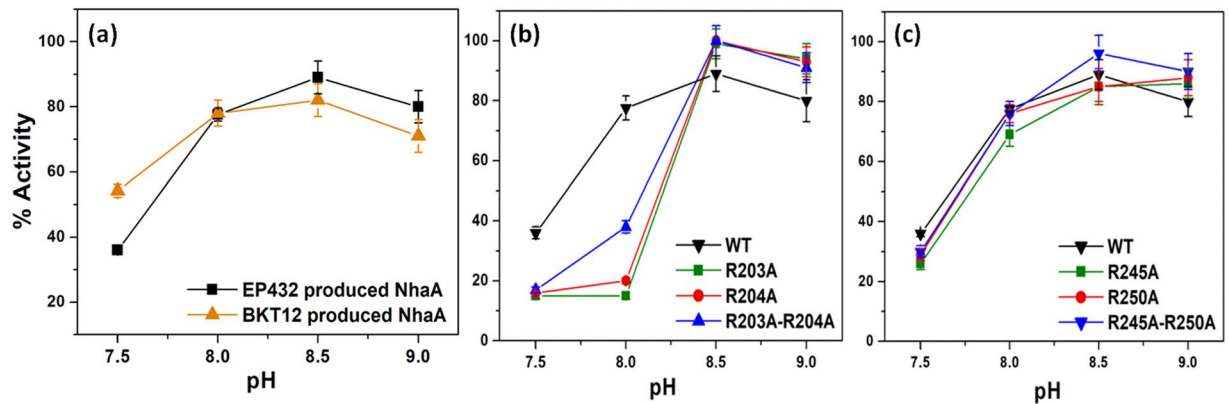 (a)
% Activity
100
80
60
40
20
7.5 8.0 8.5 9.0
pH
EP432 produced NhaA
BKT12 produced NhaA
(b)
100
80
60
40
20
0
7.5 8.0 8.5 9.0
pH
WT
R203A
R204A
R203A-R204A
(c)
100
80
60
40
20
0
7.5 8.0 8.5 9.0
pH
WT
R245A
R250A
R245A-R250A